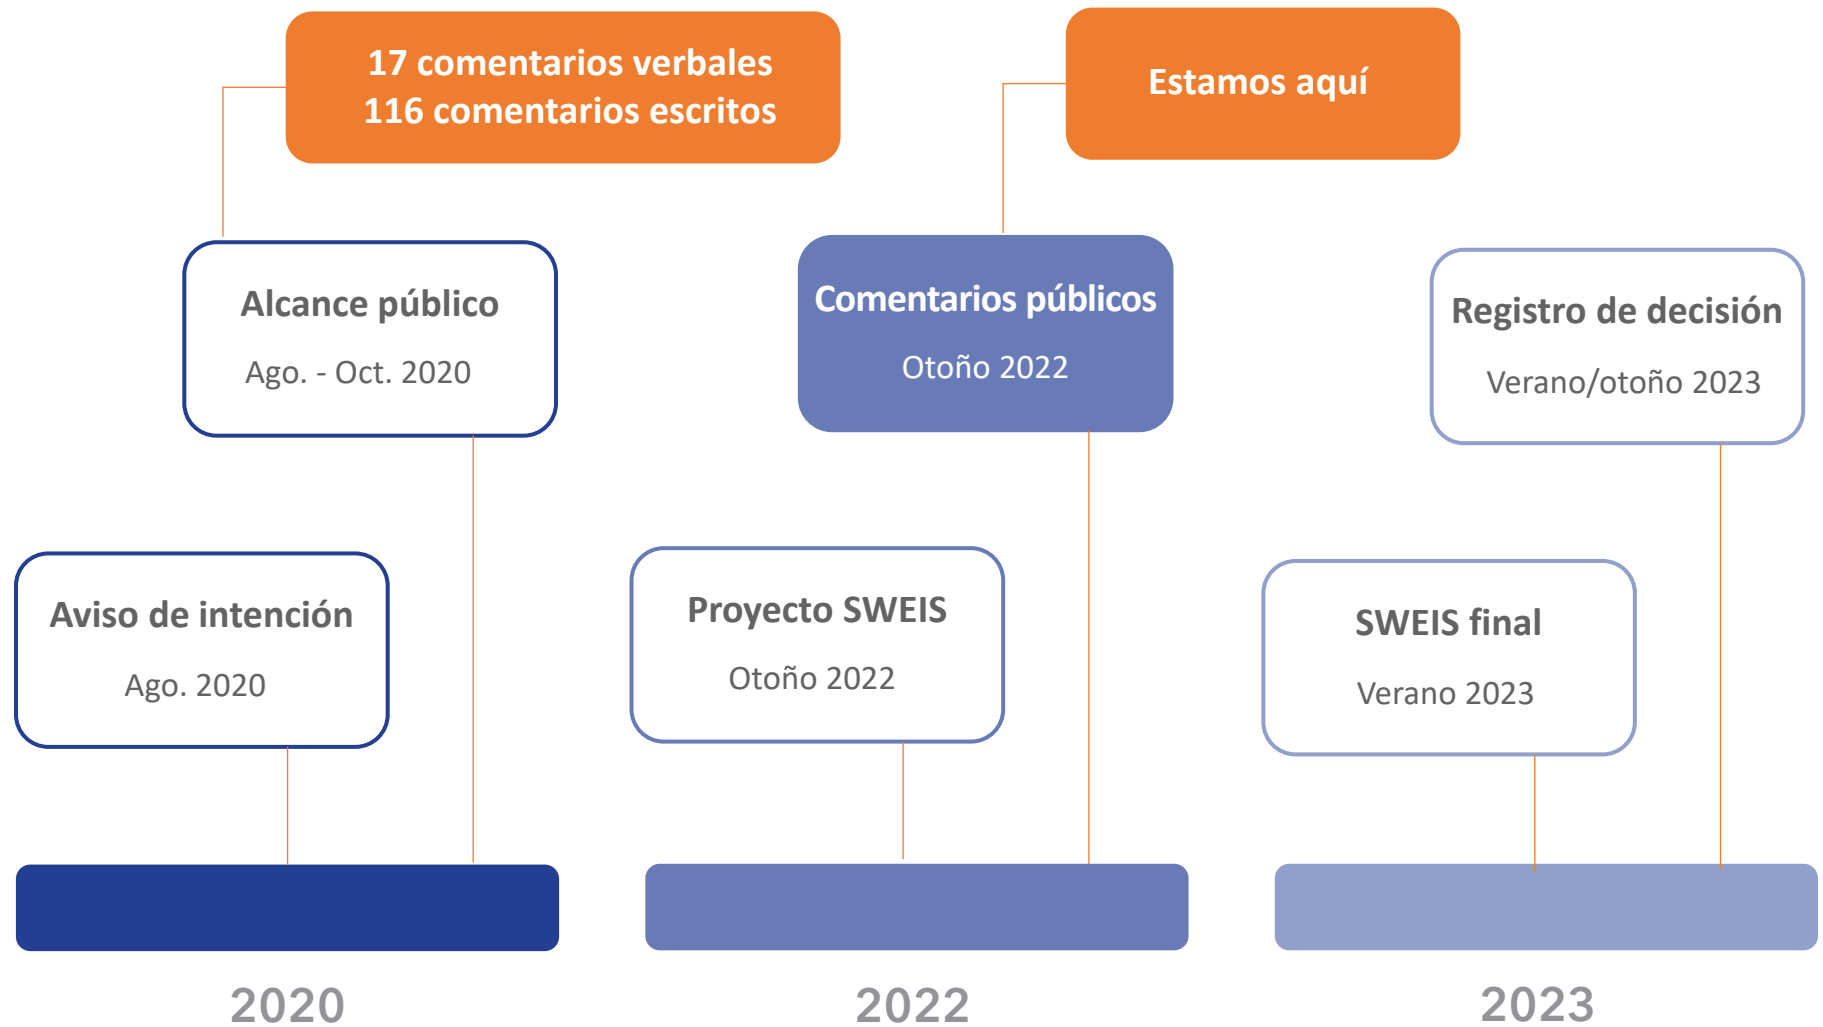 17 comentarios verbales
116 comentarios escritos
Estamos aquí
Alcance público
Ago. - Oct. 2020
Comentarios públicos
Otoño 2022
Registro de decisión
Verano/otoño 2023
Aviso de intención
Ago. 2020
Proyecto SWEIS
Otoño 2022
SWEIS final
Verano 2023
2020
2022
2023